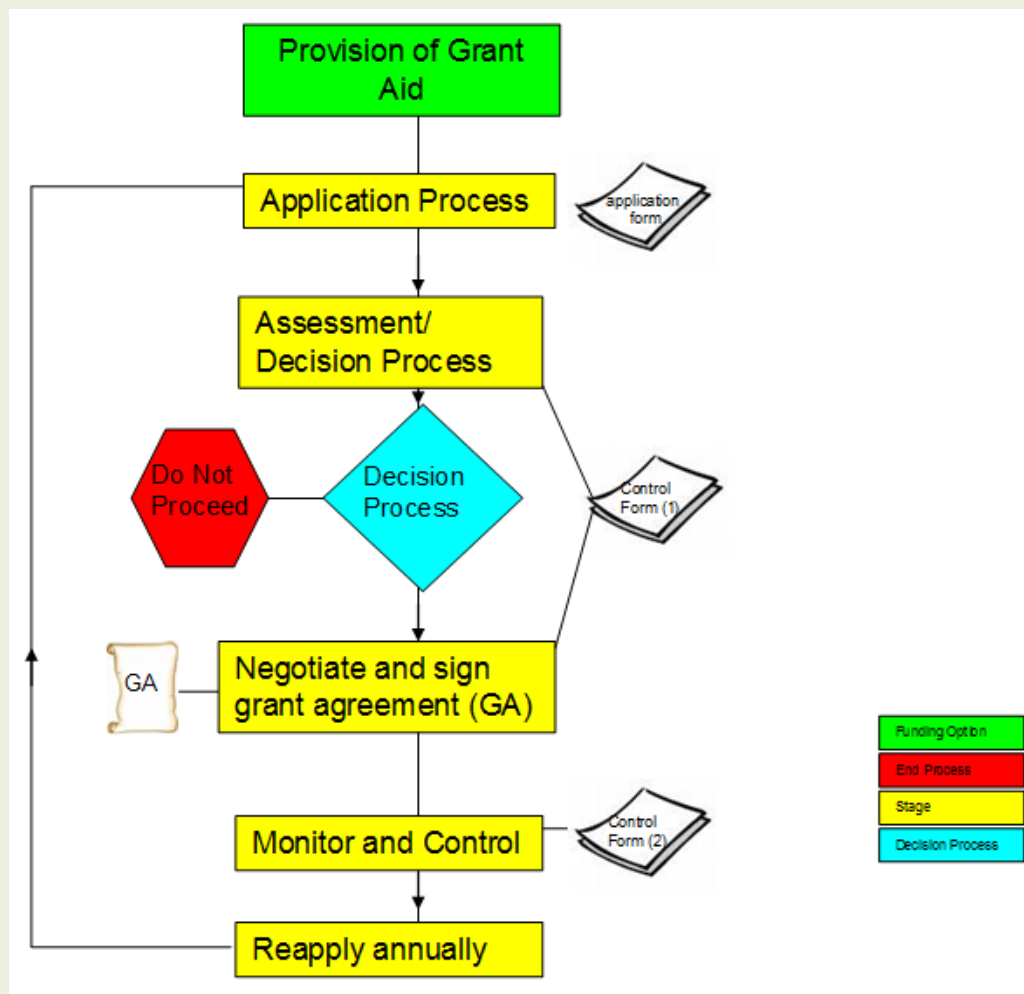 Provision of Grant
Aid
Application Process
application
form
Assessment/
Decision Process
Do Not
Proceed
Decision
Process
Control
Form (1)
GA
Negotiate and sign
grant agreement (GA)
Funding Option
End Process
Stage
Decision Process
Monitor and Control
Control
Form (2)
Reapply annually